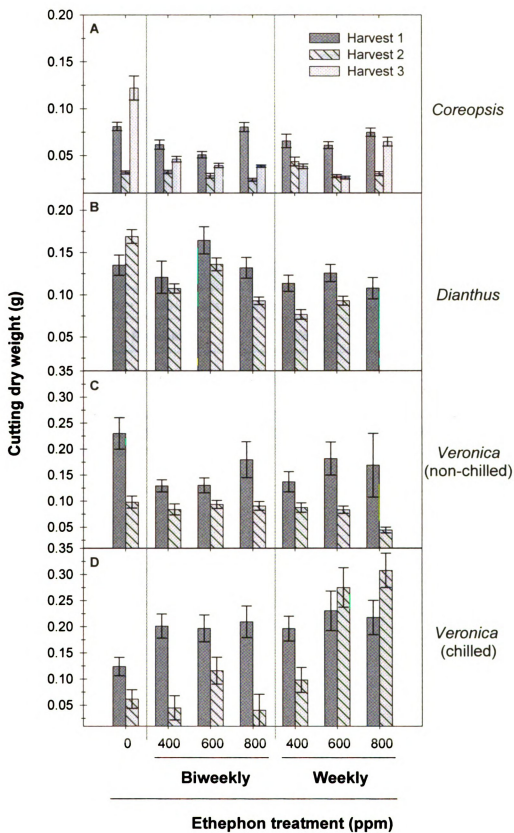 0.20
A
Harvest 1
Harvest 2
Harvest 3
0.15
0.10
0.05
Coreopsis
0.20
B
0.15
0.10
0.05
Dianthus
0.35
C
0.30
0.25
0.20
0.15
0.10
0.05
Veronica
(non-chilled)
0.35
D
0.30
0.25
0.20
0.15
0.10
0.05
Veronica
(chilled)
Cutting dry weight (g)
0 400 600 800 400 600 800
Biweekly Weekly
Ethephon treatment (ppm)